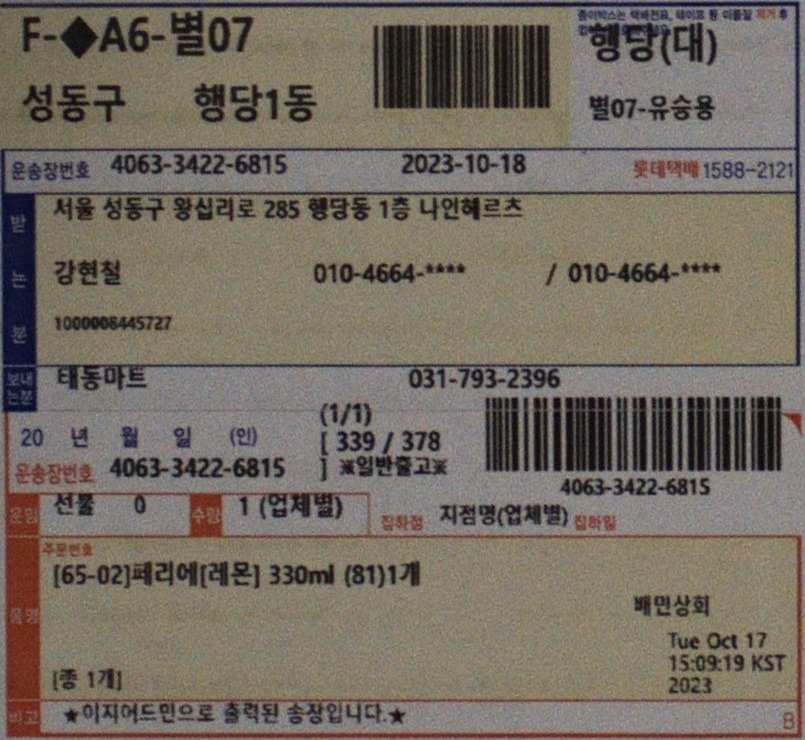 F-◆A6-별07
종이박스는 택배전표, 테이프 등 이물질 제거 후
행당(대)
성동구 행당1동
별07-유승용
운송장번호 4063-3422-6815 2023-10-18 롯데택배 1588-2121
받는분
서울 성동구 왕십리로 285 행당동 1층 나인헤르츠
강현철 010-4664-**** / 010-4664-****
1000008445727
보내는분 태동마트 031-793-2396
(1/1)
20 년 월 일 (인) [ 339 / 378
운송장번호 4063-3422-6815 ] ※일반출고※
4063-3422-6815
운임 선불 0 수량 1 (업체별) 집하점 지점명(업체별) 집하일
주문번호
[65-02]페리에[레몬] 330ml (81)1개
품명
배민상회
Tue Oct 17
15:09:19 KST
2023
[총 1개]
비고 ★이지어드민으로 출력된 송장입니다.★ B